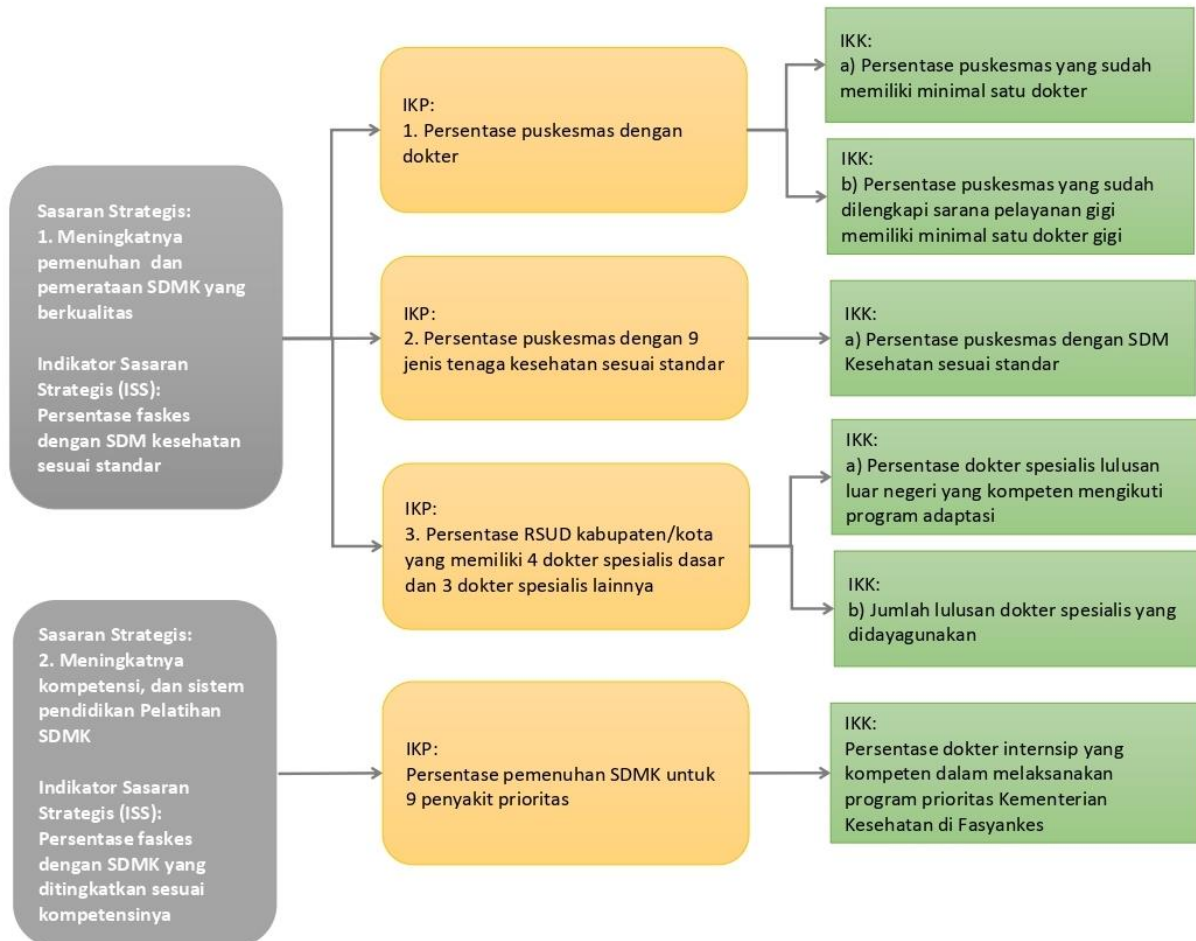 Sasaran Strategis:
1. Meningkatnya
pemenuhan dan
pemerataan SDMK yang
berkualitas
Indikator Sasaran
Strategis (ISS):
Persentase faskes
dengan SDM kesehatan
sesuai standar
IKP:
1. Persentase puskesmas dengan
dokter
IKK:
a) Persentase puskesmas yang sudah
memiliki minimal satu dokter
IKK:
b) Persentase puskesmas yang sudah
dilengkapi sarana pelayanan gigi
memiliki minimal satu dokter gigi
IKP:
2. Persentase puskesmas dengan 9
jenis tenaga kesehatan sesuai standar
IKK:
a) Persentase puskesmas dengan SDM
Kesehatan sesuai standar
IKP:
3. Persentase RSUD kabupaten/kota
yang memiliki 4 dokter spesialis dasar
dan 3 dokter spesialis lainnya
IKK:
a) Persentase dokter spesialis lulusan
luar negeri yang kompeten mengikuti
program adaptasi
IKK:
b) Jumlah lulusan dokter spesialis yang
didayagunakan
Sasaran Strategis:
2. Meningkatnya
kompetensi, dan sistem
pendidikan Pelatihan
SDMK
Indikator Sasaran
Strategis (ISS):
Persentase faskes
dengan SDMK yang
ditingkatkan sesuai
kompetensinya
IKP:
Persentase pemenuhan SDMK untuk
9 penyakit prioritas
IKK:
Persentase dokter internsip yang
kompeten dalam melaksanakan
program prioritas Kementerian
Kesehatan di Fasyankes